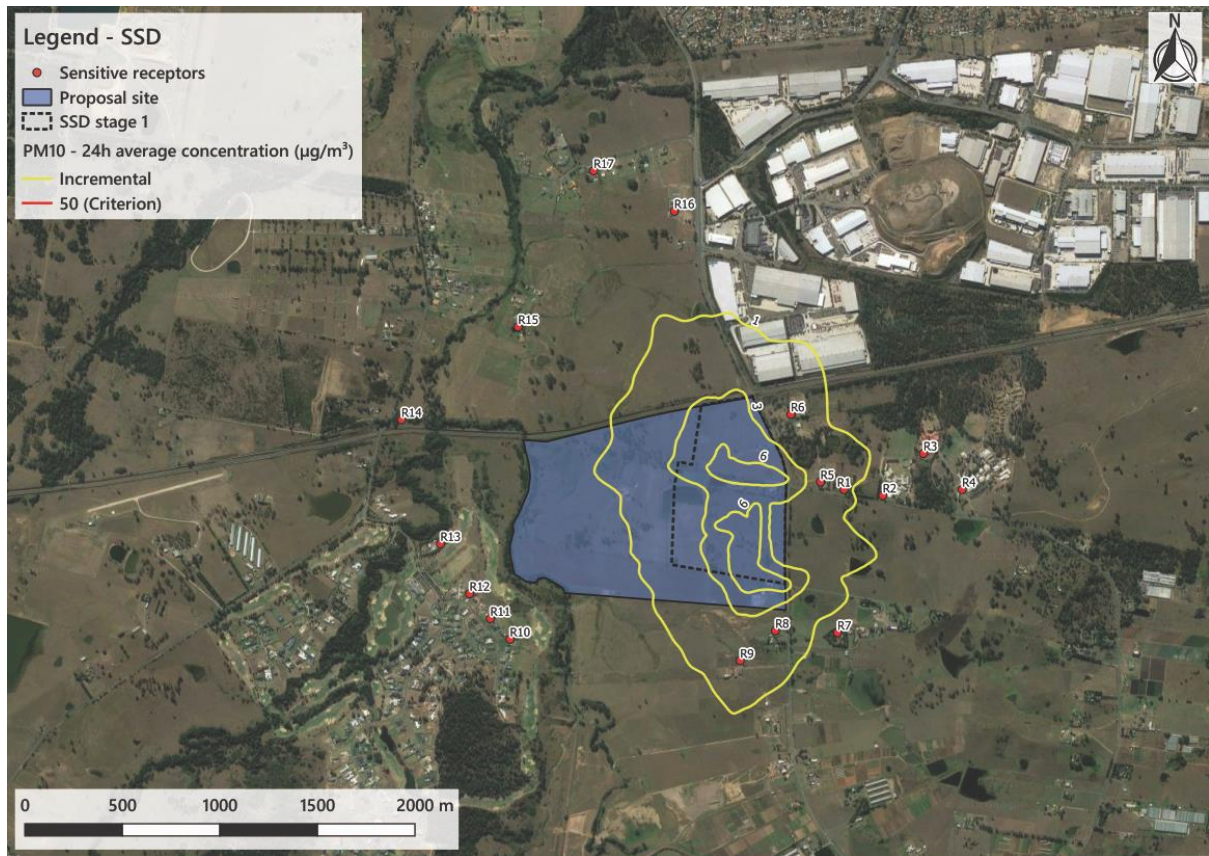 Legend - SSD
Sensitive receptors
Proposal site
SSD stage 1
PM10 - 24h average concentration (µg/m³)
Incremental
50 (Criterion)
N
R17
R16
R15
1
R14
3
R6
6
R3
R5
R1
R2
R4
6
R13
R12
R11
R10
R8
R7
R9
0 500 1000 1500 2000 m